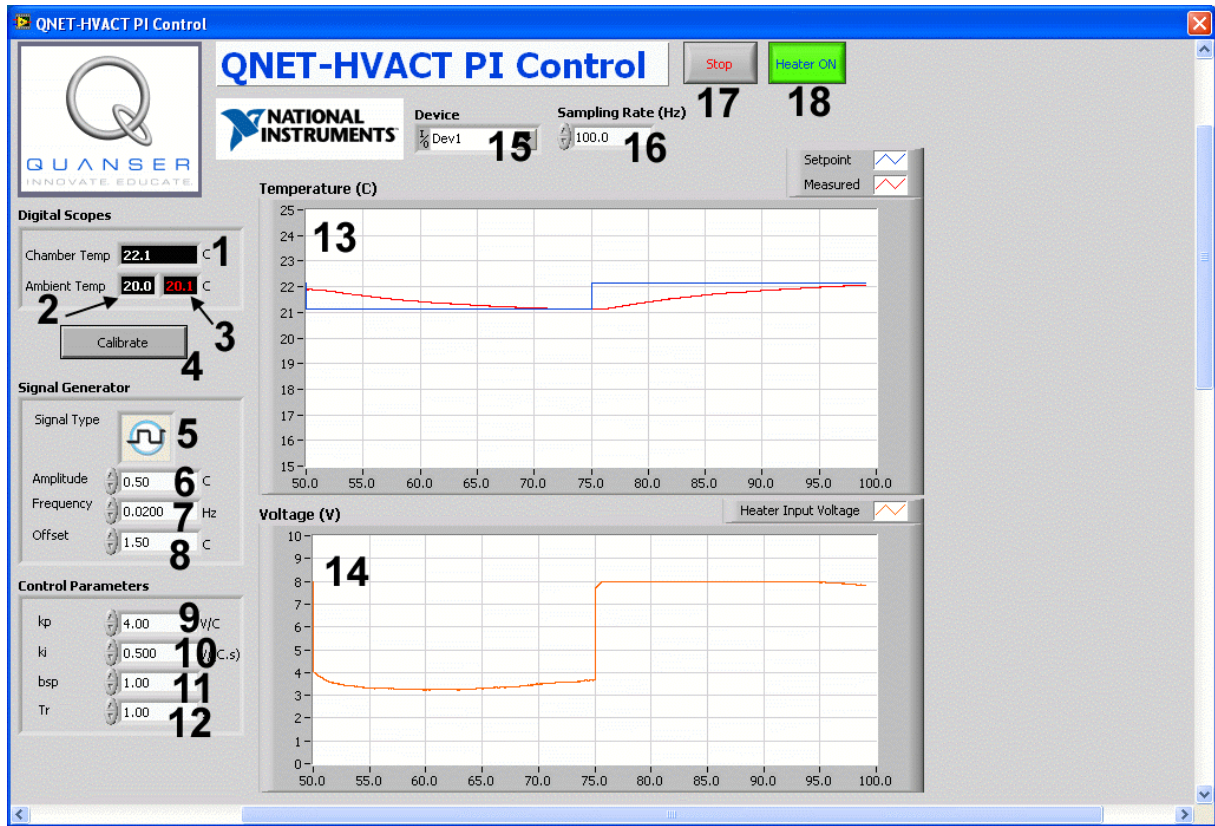 QNET-HVACT PI Control
QNET-HVACT PI Control
Stop
Heater ON
17
18
QUANSER
INNOVATE. EDUCATE.
NATIONAL
INSTRUMENTS
Device
Dev1
15
Sampling Rate (Hz)
100.0
16
Setpoint
Measured
Digital Scopes
Chamber Temp 22.1 C 1
Ambient Temp 20.0 20.1 C
2
3
Calibrate
4
Signal Generator
Signal Type
5
Amplitude 0.50 C 6
Frequency 0.0200 Hz 7
Offset 1.50 C 8
Control Parameters
kp 4.00 V/C 9
ki 0.500 C.s) 10
bsp 1.00 11
Tr 1.00 12
Temperature (C)
13
25
24
23
22
21
20
19
18
17
16
15
50.0 55.0 60.0 65.0 70.0 75.0 80.0 85.0 90.0 95.0 100.0
Voltage (V)
Heater Input Voltage
14
10
9
8
7
6
5
4
3
2
1
0
50.0 55.0 60.0 65.0 70.0 75.0 80.0 85.0 90.0 95.0 100.0